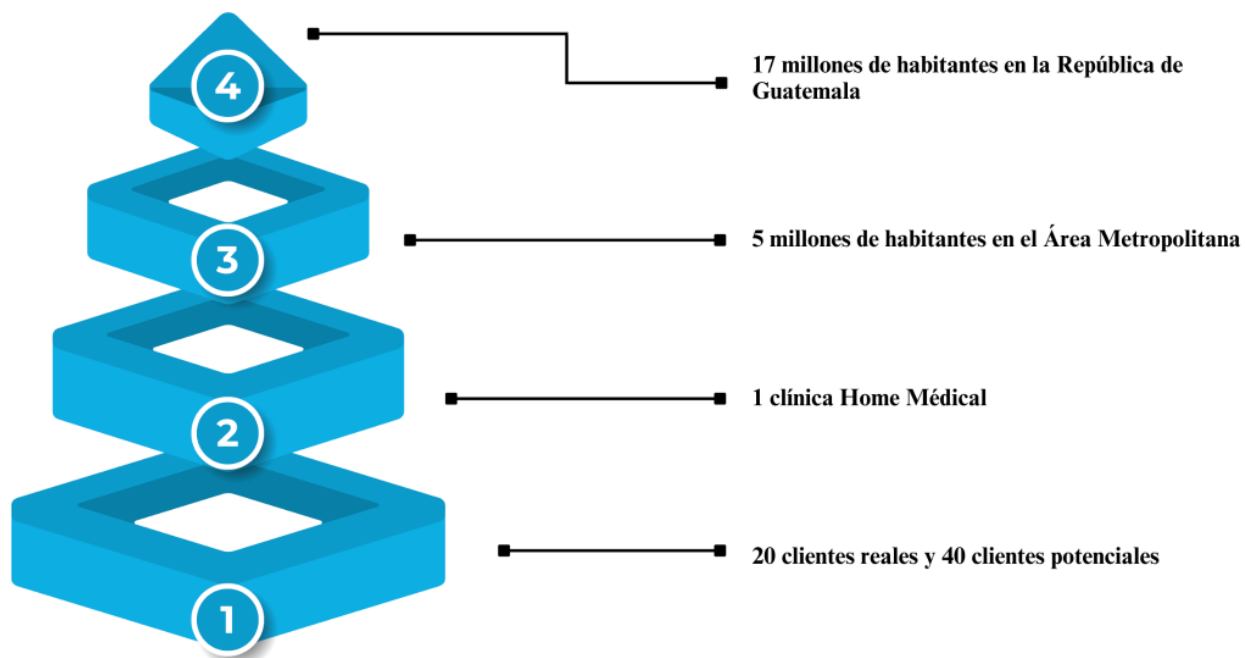 4
17 millones de habitantes en la República de
Guatemala
3
5 millones de habitantes en el Área Metropolitana
2
1 clínica Home Médical
1
20 clientes reales y 40 clientes potenciales